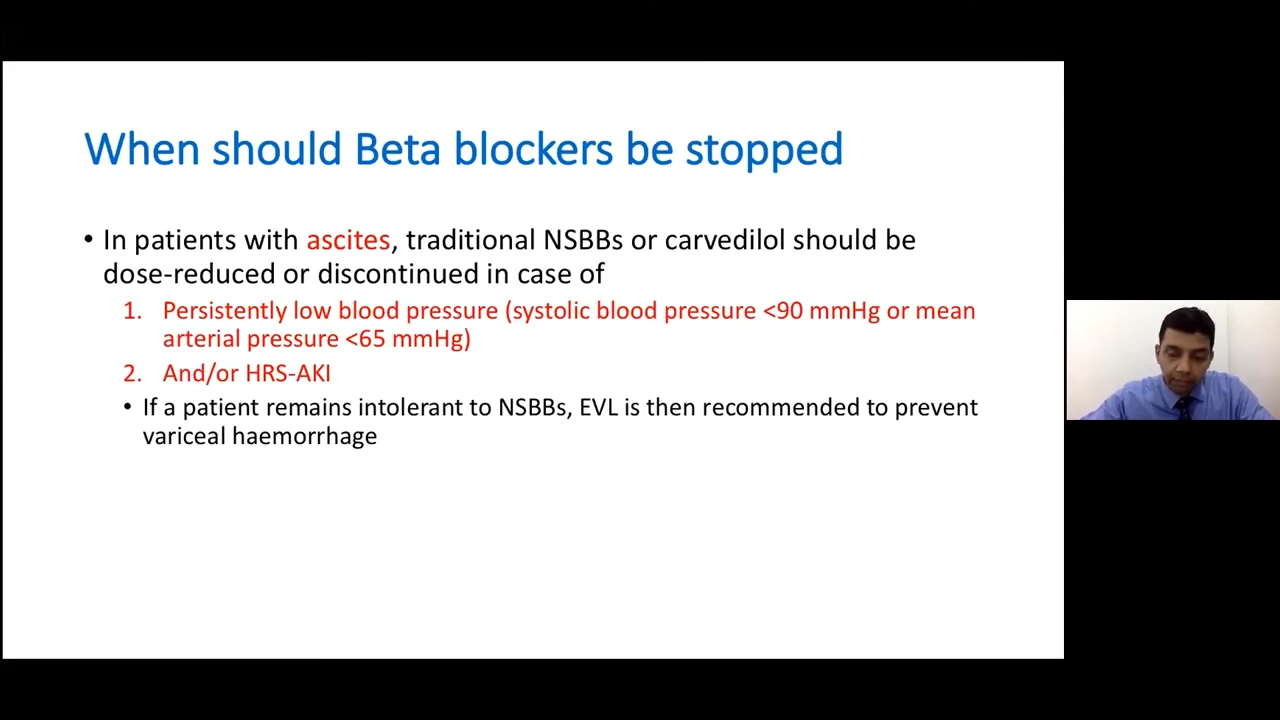 When should Beta blockers be stopped
• In patients with ascites, traditional NSBBs or carvedilol should be
dose-reduced or discontinued in case of
1. Persistently low blood pressure (systolic blood pressure <90 mmHg or mean
arterial pressure <65 mmHg)
2. And/or HRS-AKI
• If a patient remains intolerant to NSBBs, EVL is then recommended to prevent
variceal haemorrhage